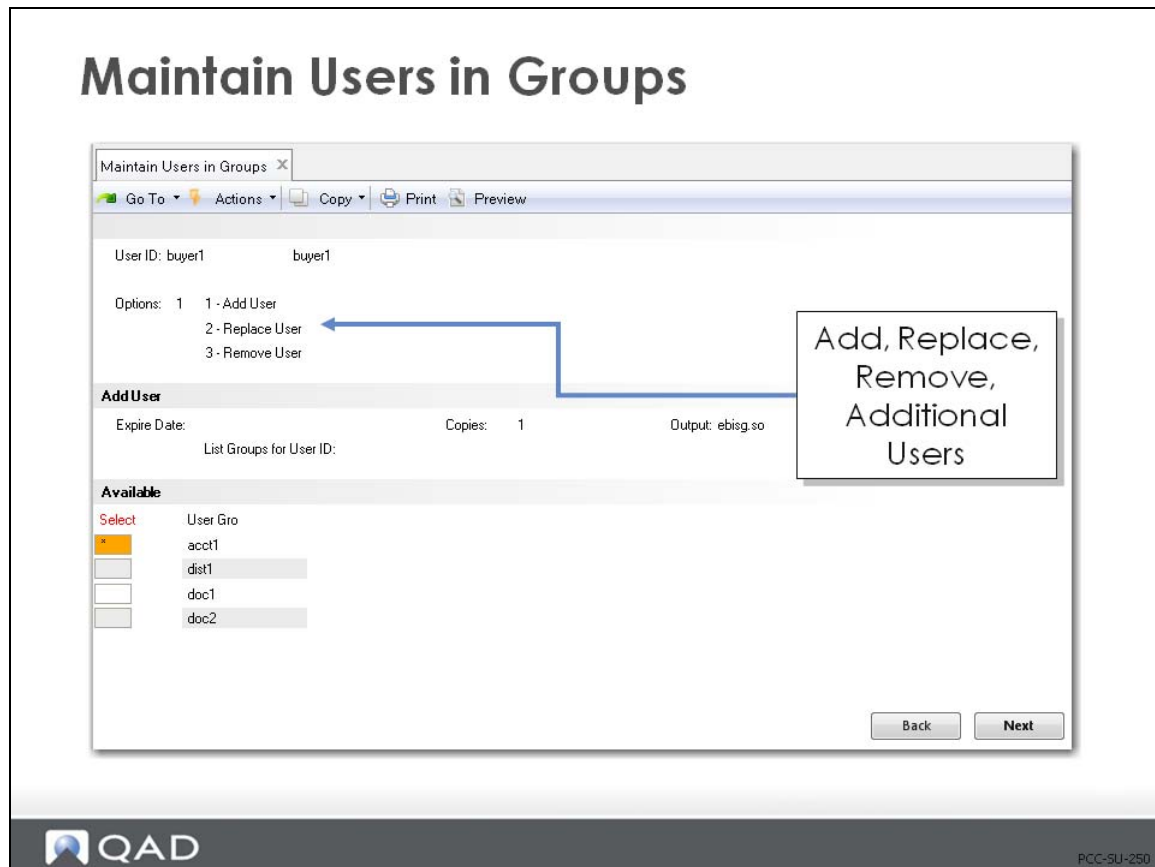 Maintain Users in Groups
Maintain Users in Groups
Go To Actions Copy Print Preview
User ID: buyer1 buyer1
Options: 1 1 - Add User
2 - Replace User
3 - Remove User
Add, Replace,
Remove,
Additional
Users
Add User
Expire Date: Copies: 1 Output: ebisg.so
List Groups for User ID:
Available
Select User Gro
* acct1
dist1
doc1
doc2
Back Next
QAD
PCC-SU-250